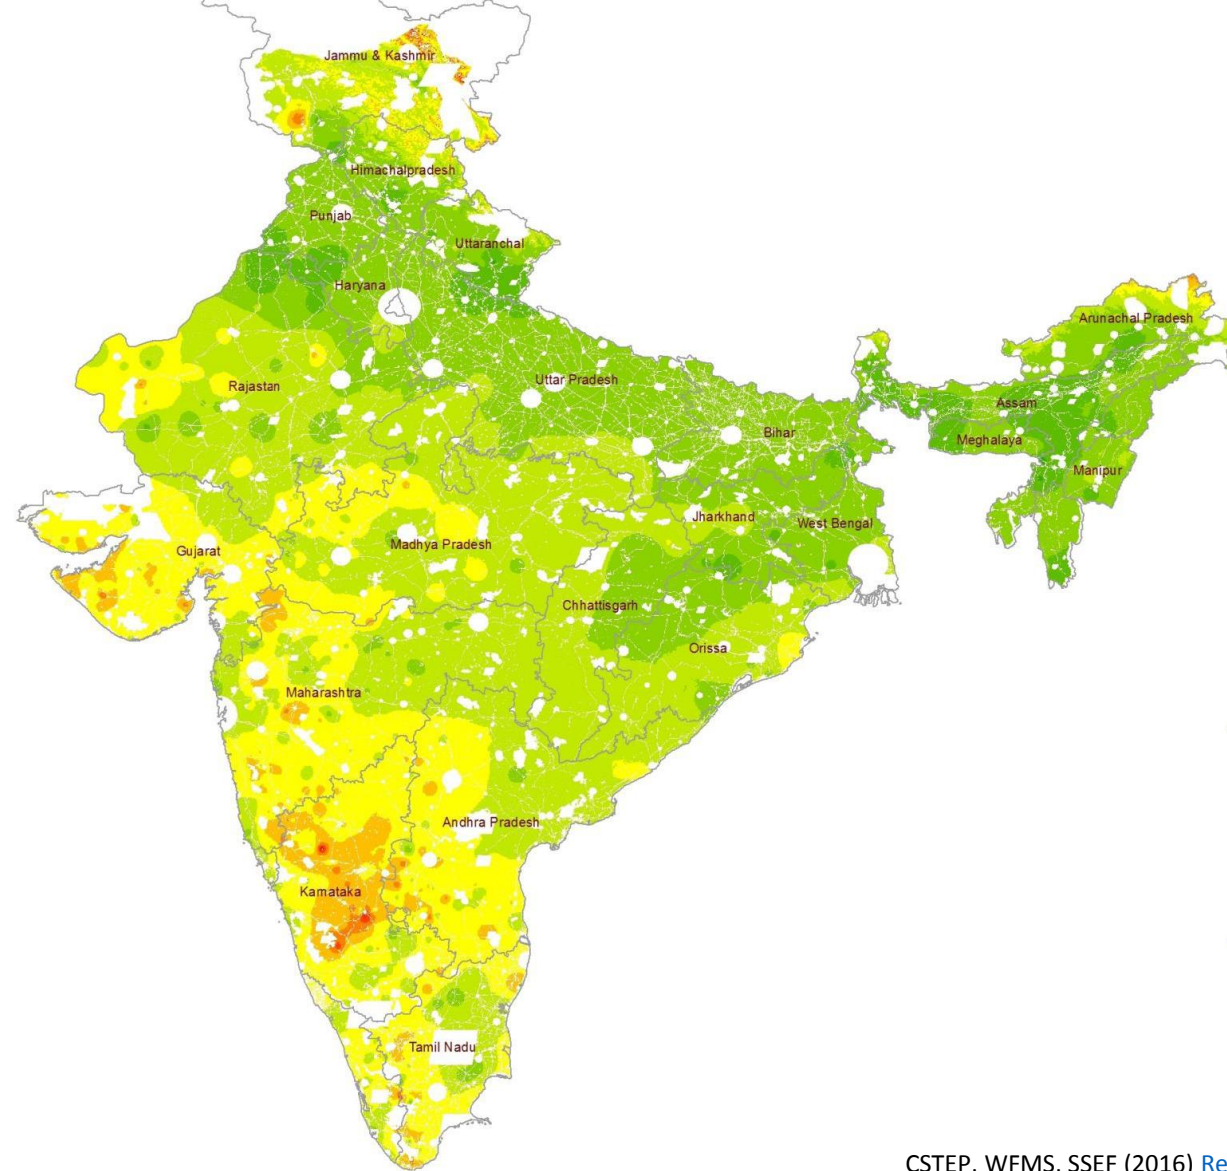 Jammu & Kashmir
Himachalpradesh
Punjab
Uttaranchal
Haryana
Arunachal Pradesh
Rajastan
Uttar Pradesh
Assam
Bihar
Meghalaya
Manipur
Jharkhand
West Bengal
Gujarat
Madhya Pradesh
Chhattisgarh
Orissa
Maharashtra
Andhra Pradesh
Karnataka
Tamil Nadu
CSTEP, WFMS, SSEF (2016) Re